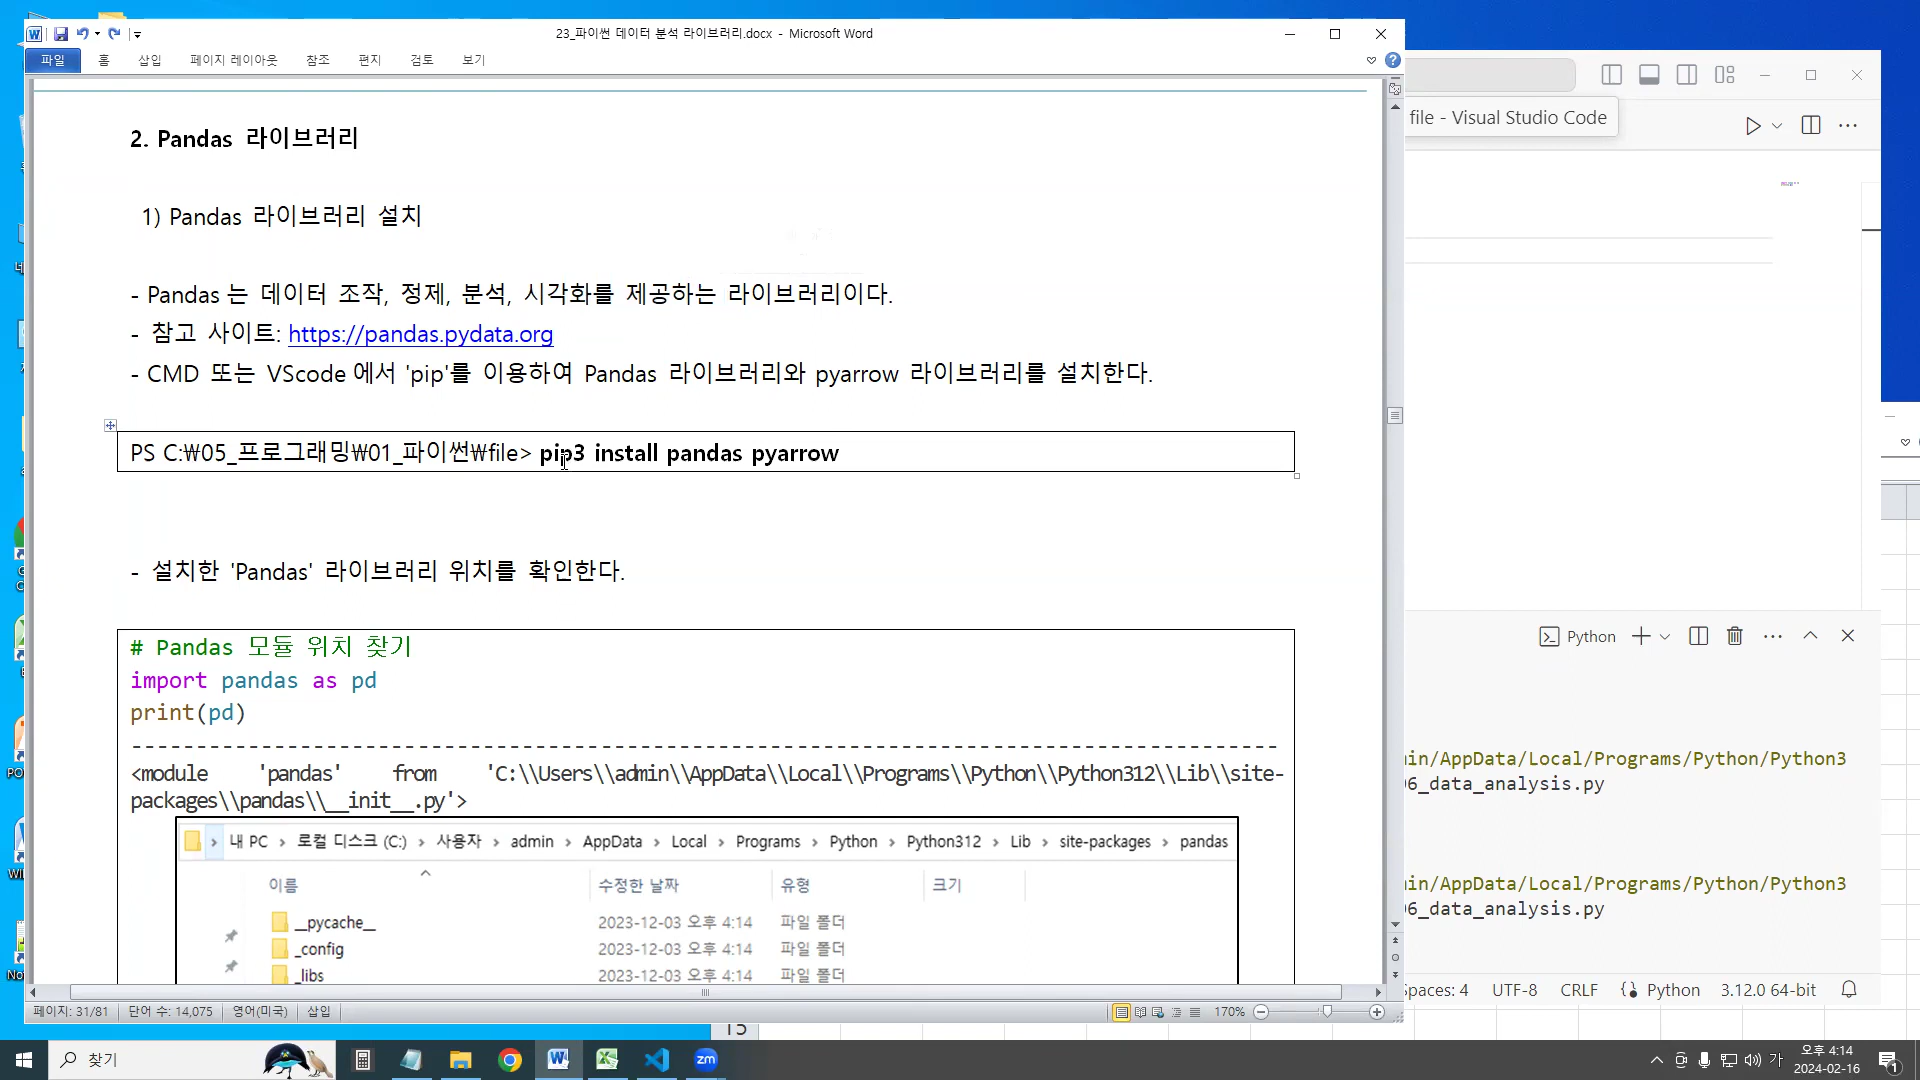 23_파이썬 데이터 분석 라이브러리.docx - Microsoft Word
파일 홈 삽입 페이지 레이아웃 참조 편지 검토 보기
file - Visual Studio Code
2. Pandas 라이브러리
1) Pandas 라이브러리 설치
- Pandas 는 데이터 조작, 정제, 분석, 시각화를 제공하는 라이브러리이다.
- 참고 사이트: https://pandas.pydata.org
- CMD 또는 VScode 에서 'pip'를 이용하여 Pandas 라이브러리와 pyarrow 라이브러리를 설치한다.
PS C:₩05_프로그래밍₩01_파이썬₩file> pip3 install pandas pyarrow
- 설치한 'Pandas' 라이브러리 위치를 확인한다.
# Pandas 모듈 위치 찾기
import pandas as pd
print(pd)
----------------------------------------------------------------------------------------
<module 'pandas' from 'C:\\Users\\admin\\AppData\\Local\\Programs\\Python\\Python312\\Lib\\site-
packages\\pandas\\__init__.py'>
내 PC > 로컬 디스크 (C:) > 사용자 > admin > AppData > Local > Programs > Python > Python312 > Lib > site-packages > pandas
이름 수정한 날짜 유형 크기
__pycache__ 2023-12-03 오후 4:14 파일 폴더
_config 2023-12-03 오후 4:14 파일 폴더
_libs 2023-12-03 오후 4:14 파일 폴더
Python
in/AppData/Local/Programs/Python/Python3
6_data_analysis.py
in/AppData/Local/Programs/Python/Python3
6_data_analysis.py
Spaces: 4 UTF-8 CRLF Python 3.12.0 64-bit
페이지: 31/81 단어 수: 14,075 영어(미국) 삽입 170%
15
찾기
zm
가
오후 4:14
2024-02-16
1